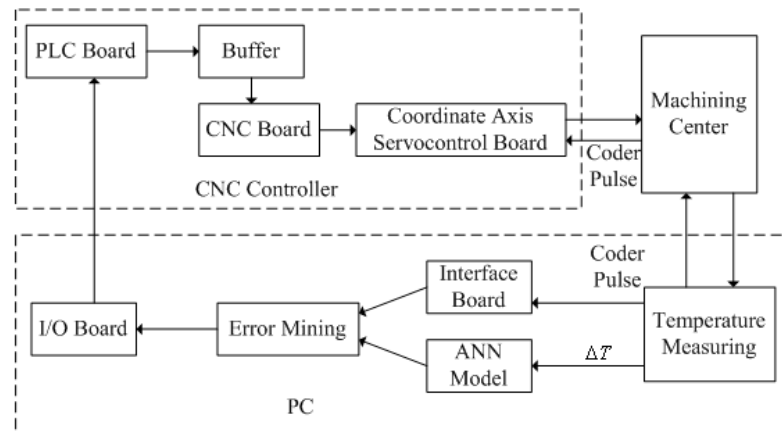 PLC Board
Buffer
CNC Board
Coordinate Axis
Servocontrol Board
Machining
Center
Coder
Pulse
CNC Controller
Coder
Pulse
Interface
Board
I/O Board
Error Mining
Temperature
Measuring
ANN
Model
ΔT
PC